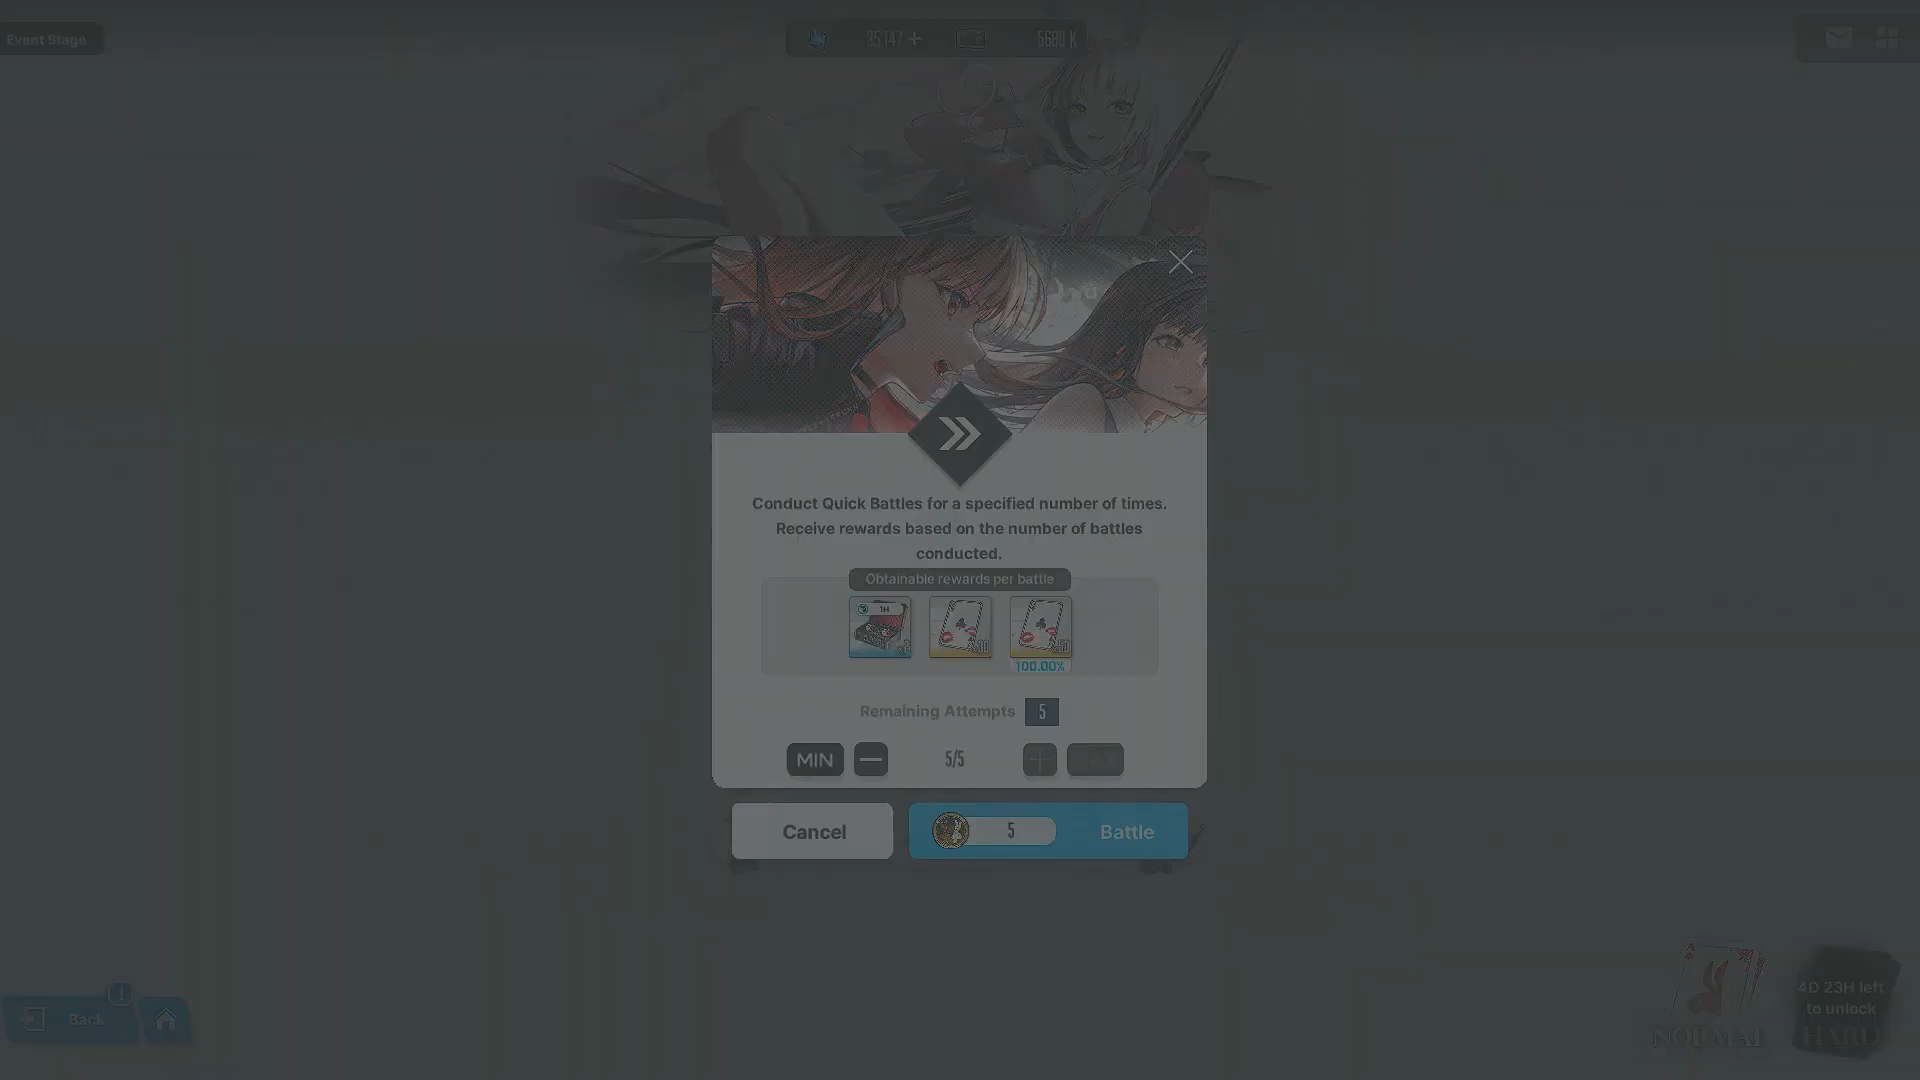 Event Stage
35147
5688 K
Conduct Quick Battles for a specified number of times.
Receive rewards based on the number of battles
conducted.
Obtainable rewards per battle
1H
100.00%
Remaining Attempts 5
MIN
5/5
Cancel
5
Battle
Back
4D 23H left
to unlock
NORMAL
HARD